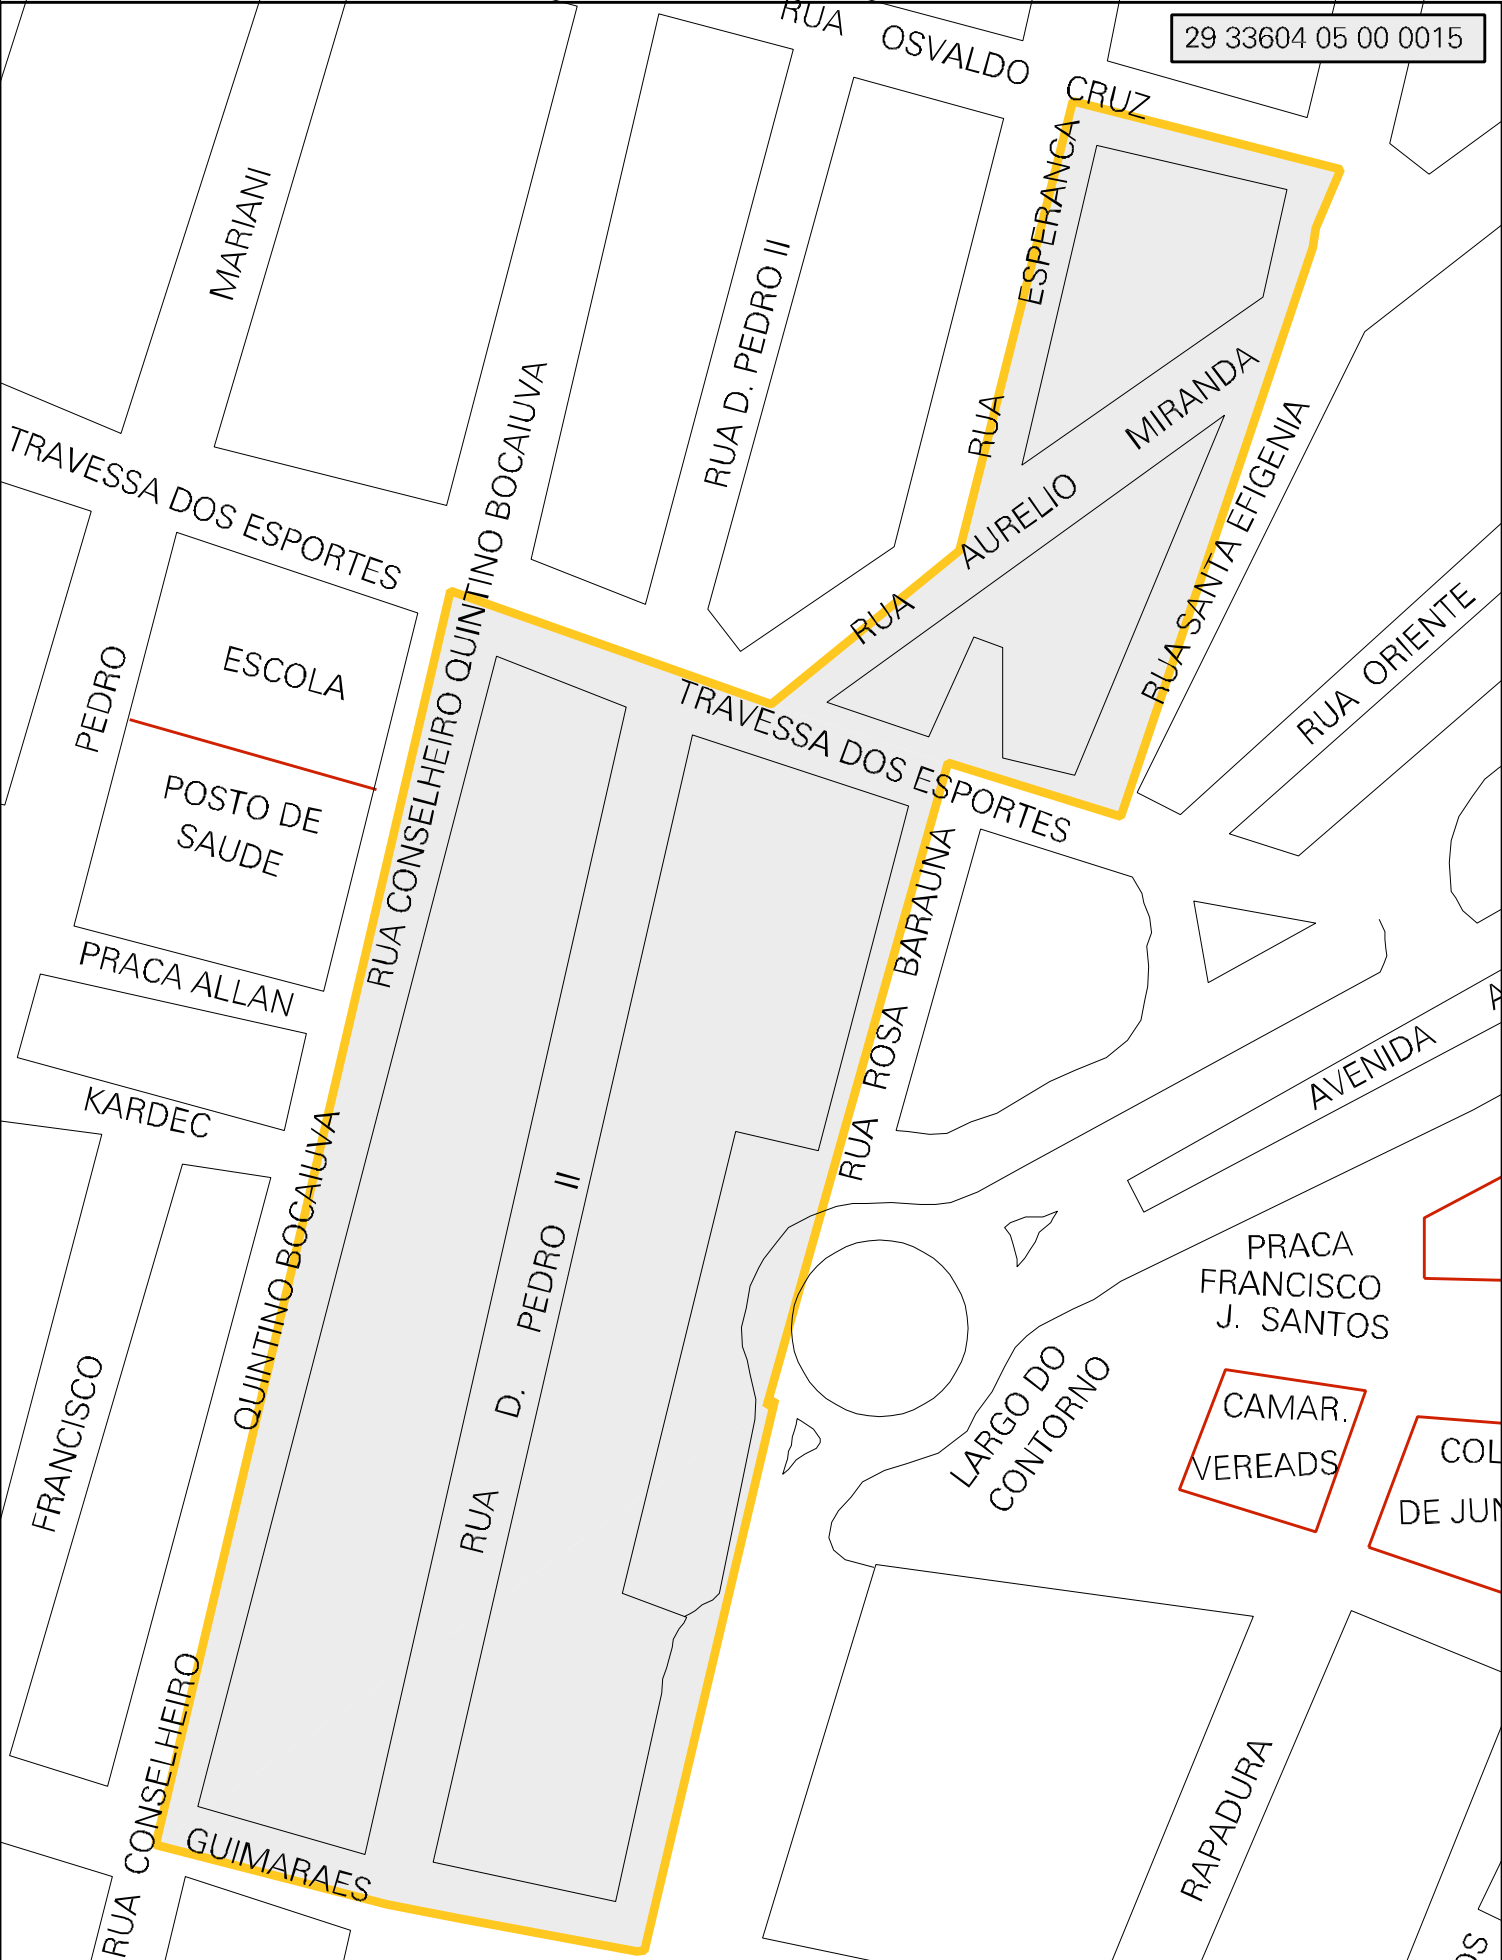 RUA OSVALDO CRUZ
29 33604 05 00 0015
MARIANI
RUA D. PEDRO II
RUA ESPERANCA
RUA AURELIO MIRANDA
RUA SANTA EFIGENIA
RUA ORIENTE
TRAVESSA DOS ESPORTES
RUA CONSELHEIRO QUINTINO BOCAIUVA
PEDRO
ESCOLA
POSTO DE
SAUDE
TRAVESSA DOS ESPORTES
RUA ROSA BARAUNA
PRACA ALLAN
KARDEC
AVENIDA A
PRACA
FRANCISCO
J. SANTOS
LARGO DO
CONTORNO
CAMAR.
VEREADS
COL
DE JUN
FRANCISCO
RUA D. PEDRO II
RUA CONSELHEIRO QUINTINO BOCAIUVA
GUIMARAES
RAPADURA
OS